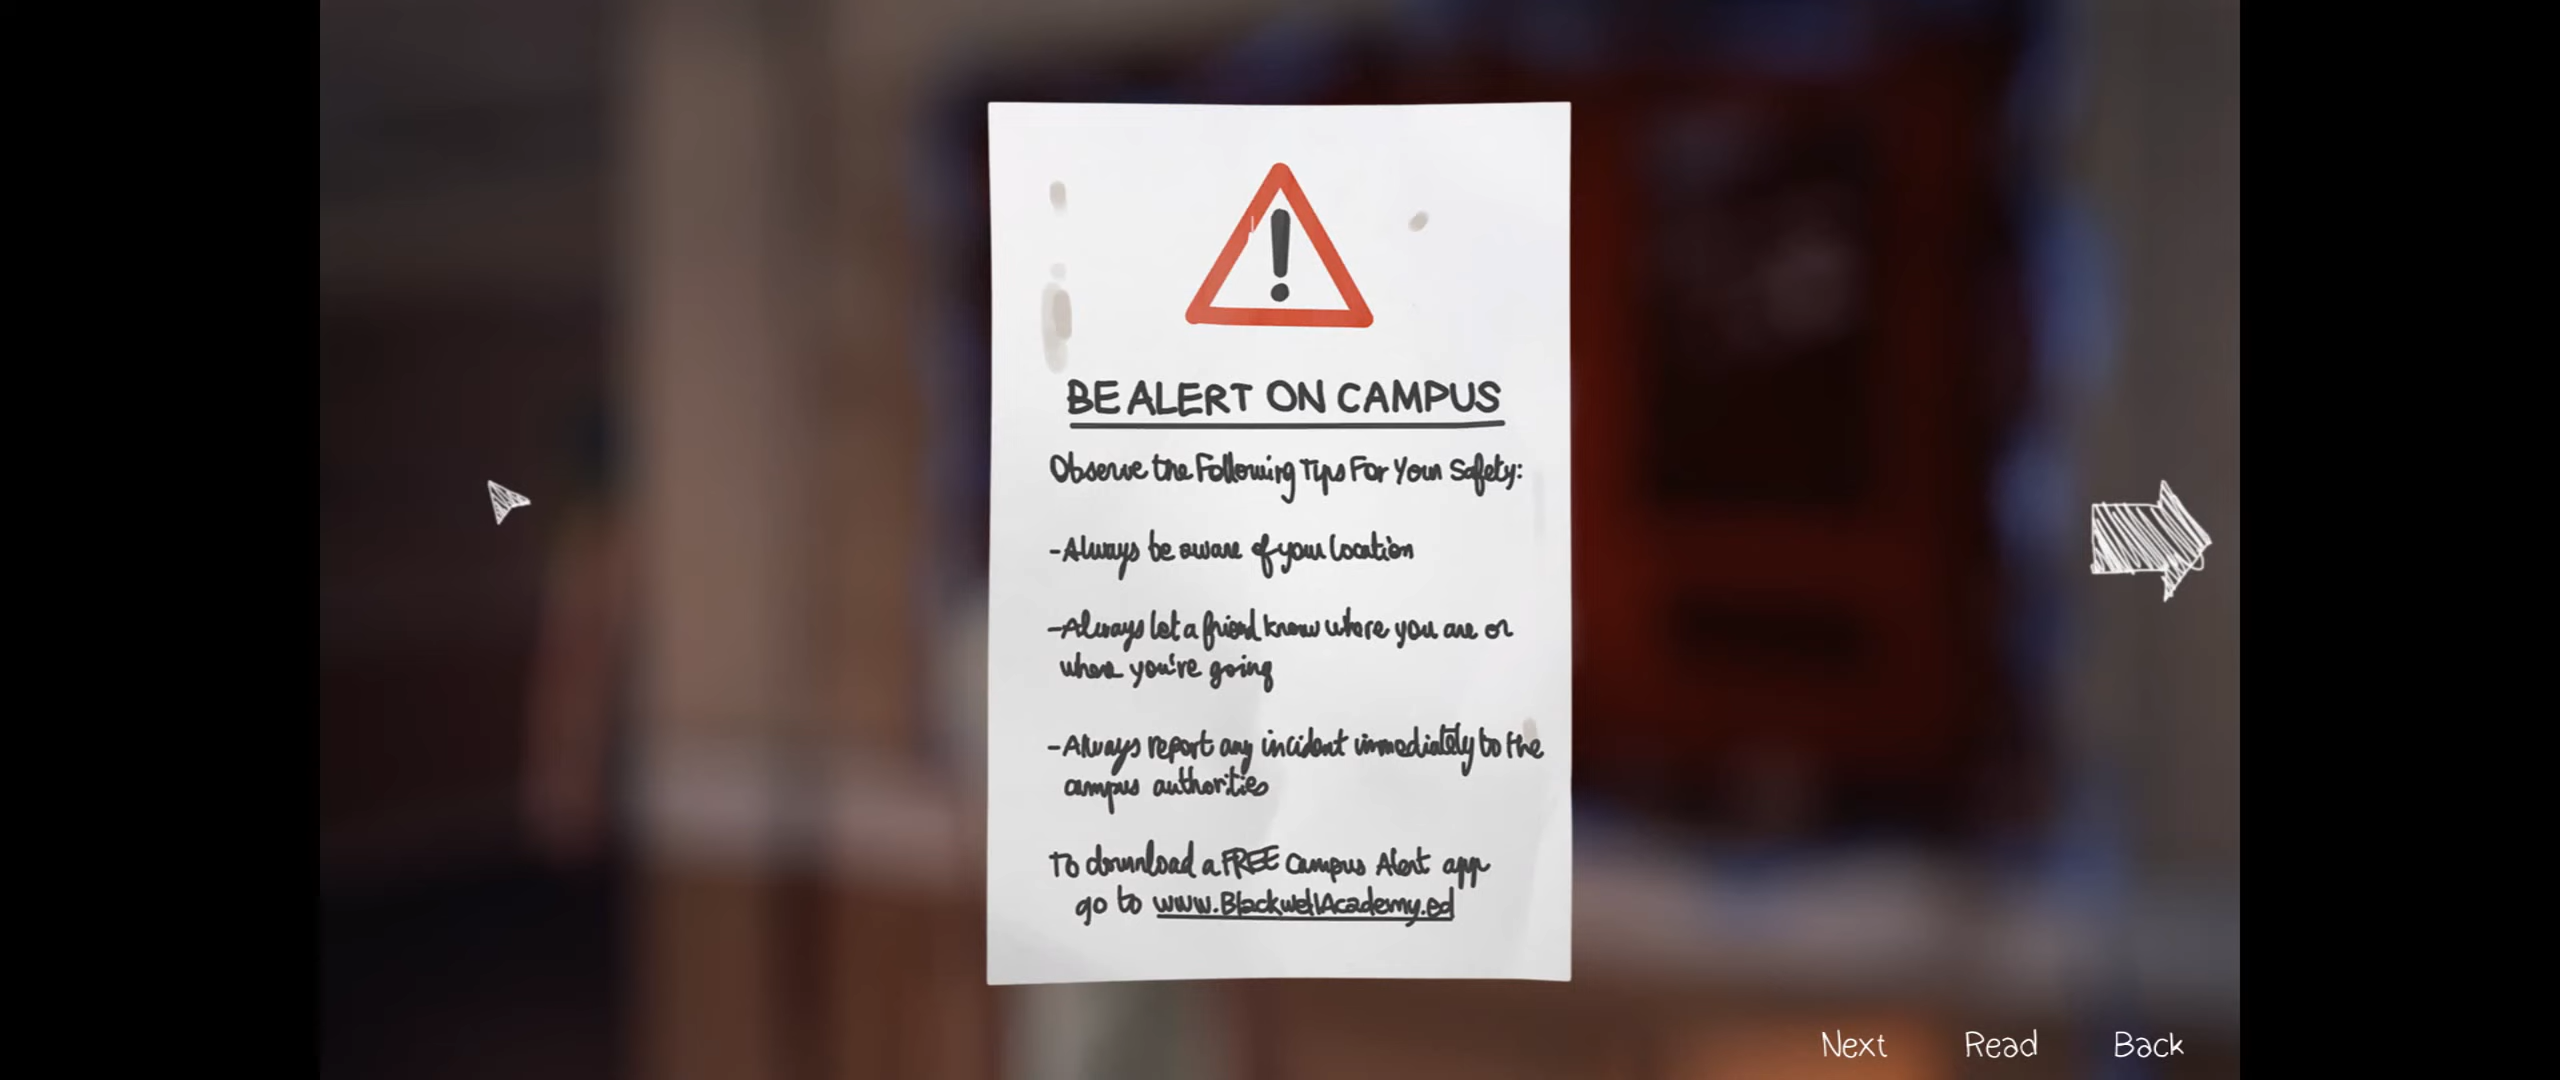 !
BE ALERT ON CAMPUS
Observe the Following Tips For Your Safety:
-Always be aware of your location
-Always let a friend know where you are or
where you're going
-Always report any incident immediately to the
campus authorities
To download a FREE Campus Alert app
go to www.BlackwellAcademy.ed
Next Read Back